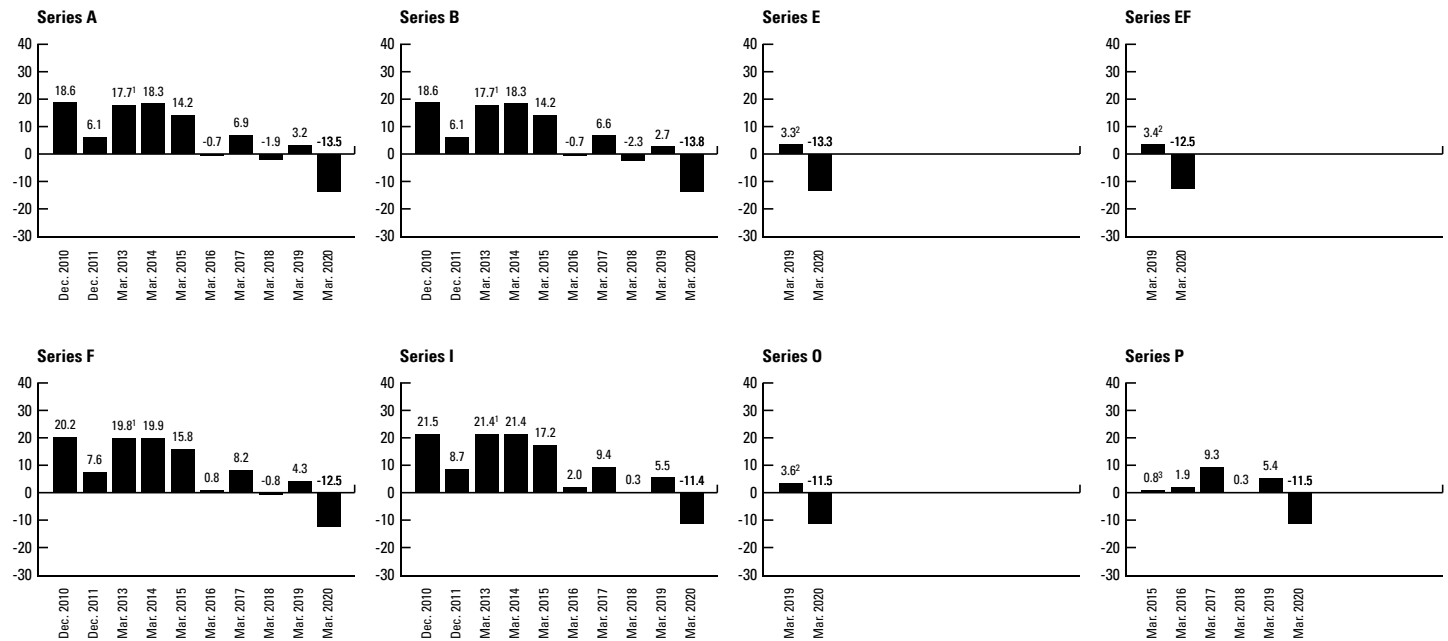 Series A
40
30
20
10
0
-10
-20
-30
18.6
6.1
17.7¹
18.3
14.2
-0.7
6.9
-1.9
3.2
-13.5
Dec. 2010
Dec. 2011
Mar. 2013
Mar. 2014
Mar. 2015
Mar. 2016
Mar. 2017
Mar. 2018
Mar. 2019
Mar. 2020
Series B
40
30
20
10
0
-10
-20
-30
18.6
6.1
17.7¹
18.3
14.2
-0.7
6.6
-2.3
2.7
-13.8
Dec. 2010
Dec. 2011
Mar. 2013
Mar. 2014
Mar. 2015
Mar. 2016
Mar. 2017
Mar. 2018
Mar. 2019
Mar. 2020
Series E
40
30
20
10
0
-10
-20
-30
3.3²
-13.3
Mar. 2019
Mar. 2020
Series EF
40
30
20
10
0
-10
-20
-30
3.4²
-12.5
Mar. 2019
Mar. 2020
Series F
40
30
20
10
0
-10
-20
-30
20.2
7.6
19.8¹
19.9
15.8
0.8
8.2
-0.8
4.3
-12.5
Dec. 2010
Dec. 2011
Mar. 2013
Mar. 2014
Mar. 2015
Mar. 2016
Mar. 2017
Mar. 2018
Mar. 2019
Mar. 2020
Series I
40
30
20
10
0
-10
-20
-30
21.5
8.7
21.4¹
21.4
17.2
2.0
9.4
0.3
5.5
-11.4
Dec. 2010
Dec. 2011
Mar. 2013
Mar. 2014
Mar. 2015
Mar. 2016
Mar. 2017
Mar. 2018
Mar. 2019
Mar. 2020
Series O
40
30
20
10
0
-10
-20
-30
3.6²
-11.5
Mar. 2019
Mar. 2020
Series P
40
30
20
10
0
-10
-20
-30
0.8³
1.9
9.3
0.3
5.4
-11.5
Mar. 2015
Mar. 2016
Mar. 2017
Mar. 2018
Mar. 2019
Mar. 2020